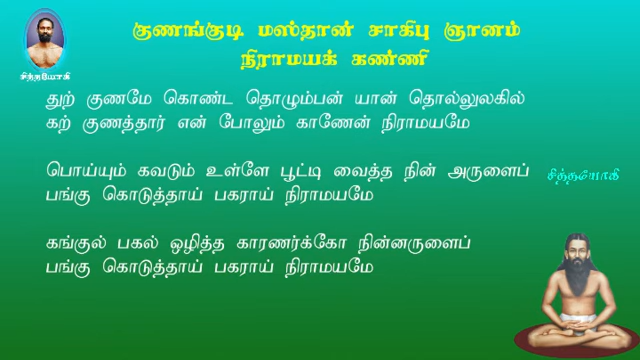 குணங்குடி மஸ்தான் சாகிபு ஞானம்
நிராமயக் கண்ணி
சித்தயோகி
துற் குணமே கொண்ட தொழும்பன் யான் தொல்லுலகில்
கற் குணத்தார் என் போலும் காணேன் நிராமயமே
பொய்யும் கவடும் உள்ளே பூட்டி வைத்த நின் அருளைப்
சித்தயோகி
பங்கு கொடுத்தாய் பகராய் நிராமயமே
கங்குல் பகல் ஒழித்த காரணர்க்கோ நின்னருளைப்
பங்கு கொடுத்தாய் பகராய் நிராமயமே